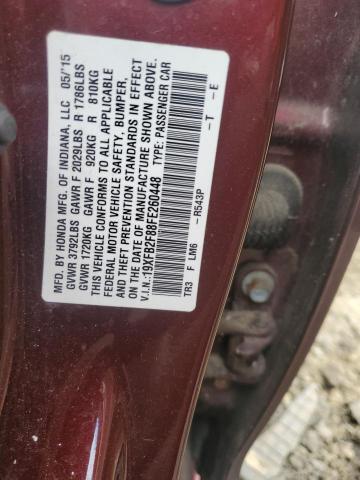 MFD. BY HONDA MFG. OF INDIANA, LLC 05/'15
GVWR 3792LBS GAWR F 2029LBS R 1786LBS
GVWR 1720KG GAWR F 920KG R 810KG
THIS VEHICLE CONFORMS TO ALL APPLICABLE
FEDERAL MOTOR VEHICLE SAFETY, BUMPER,
AND THEFT PREVENTION STANDARDS IN EFFECT
ON THE DATE OF MANUFACTURE SHOWN ABOVE.
V.I.N.:19XFB2F88FE260448 TYPE: PASSENGER CAR
TR3 F LM6 – R543P – T – E